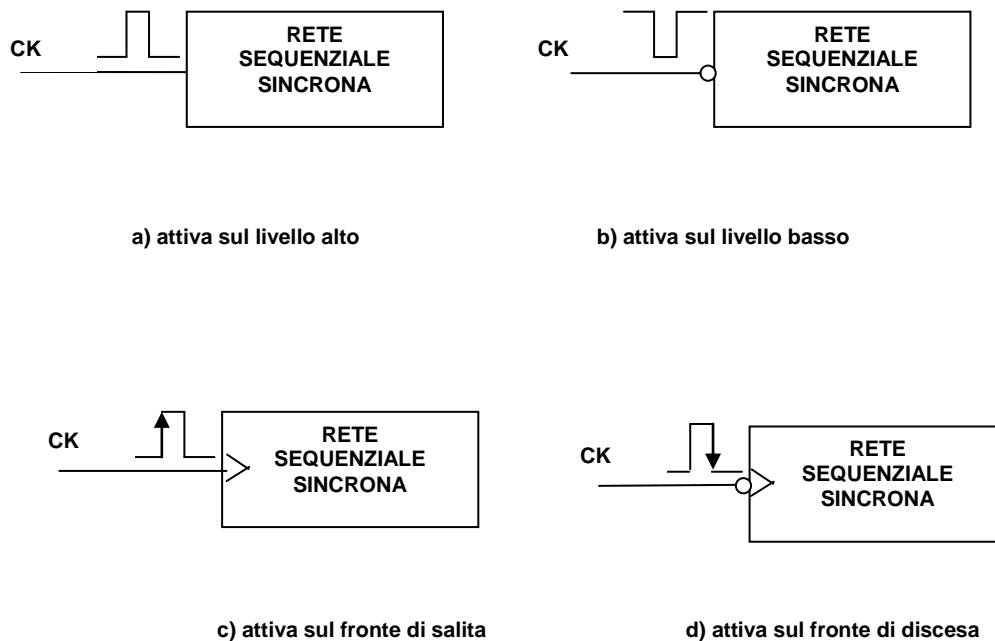 CK
RETE
SEQUENZIALE
SINCRONA
CK
RETE
SEQUENZIALE
SINCRONA
a) attiva sul livello alto
b) attiva sul livello basso
CK
RETE
SEQUENZIALE
SINCRONA
CK
RETE
SEQUENZIALE
SINCRONA
c) attiva sul fronte di salita
d) attiva sul fronte di discesa